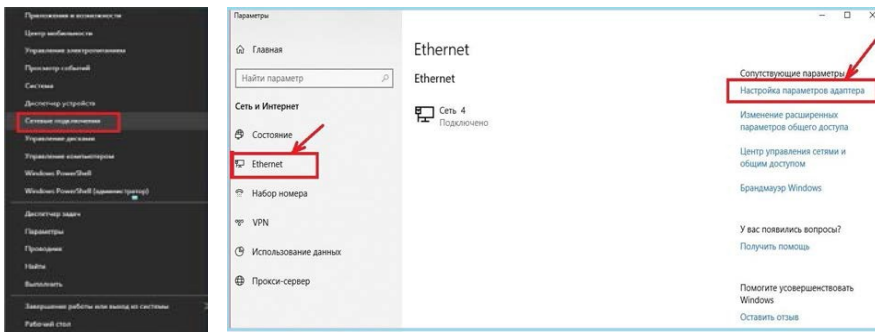 Приложения и возможности
Центр мобильности
Управление электропитанием
Просмотр событий
Система
Диспетчер устройств
Сетевые подключения
Управление дисками
Управление компьютером
Windows PowerShell
Windows PowerShell (администратор)
Диспетчер задач
Параметры
Проводник
Найти
Выполнить
Завершение работы или выход из системы
Рабочий стол
Параметры
Главная
Найти параметр
Сеть и Интернет
Состояние
Ethernet
Набор номера
VPN
Использование данных
Прокси-сервер
Ethernet
Ethernet
Сеть 4
Подключено
Сопутствующие параметры
Настройка параметров адаптера
Изменение расширенных
параметров общего доступа
Центр управления сетями и
общим доступом
Брандмауэр Windows
У вас появились вопросы?
Получить помощь
Помогите усовершенствовать
Windows
Оставить отзыв